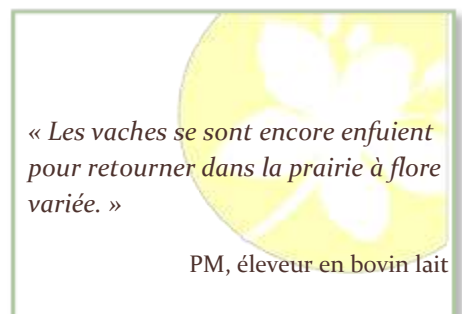 « Les vaches se sont encore enfuient
pour retourner dans la prairie à flore
variée. »
PM, éleveur en bovin lait